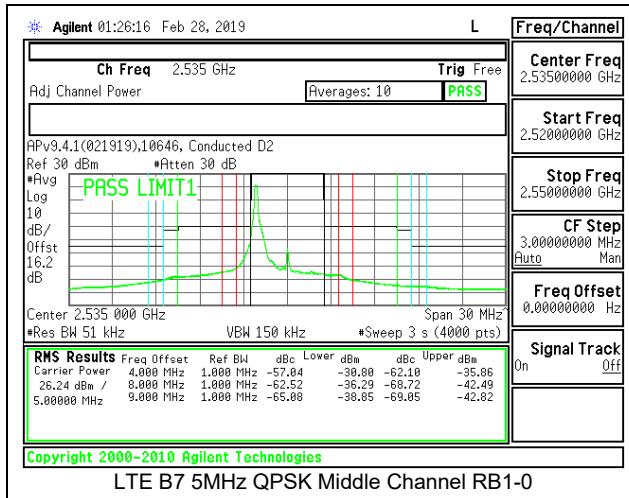 Agilent 01:26:16 Feb 28, 2019 L
Freq/Channel
Ch Freq 2.535 GHz Trig Free
Adj Channel Power Averages: 10 PASS
Center Freq
2.53500000 GHz
Start Freq
2.52000000 GHz
APv9.4.1(021919),10646, Conducted D2
Ref 30 dBm #Atten 30 dB
#Avg
Log
10
dB/
Offst
16.2
dB
PASS LIMIT1
Stop Freq
2.55000000 GHz
CF Step
3.00000000 MHz
Auto Man
Freq Offset
0.00000000 Hz
Center 2.535 000 GHz Span 30 MHz^
#Res BW 51 kHz VBW 150 kHz #Sweep 3 s (4000 pts)
Signal Track
On Off
RMS Results Freq Offset Ref BW dBc Lower dBm dBc Upper dBm
Carrier Power 4.000 MHz 1.000 MHz -57.04 -30.80 -62.10 -35.86
26.24 dBm / 8.000 MHz 1.000 MHz -62.52 -36.29 -68.72 -42.49
5.00000 MHz 9.000 MHz 1.000 MHz -65.08 -38.85 -69.05 -42.82
Copyright 2000-2010 Agilent Technologies
LTE B7 5MHz QPSK Middle Channel RB1-0